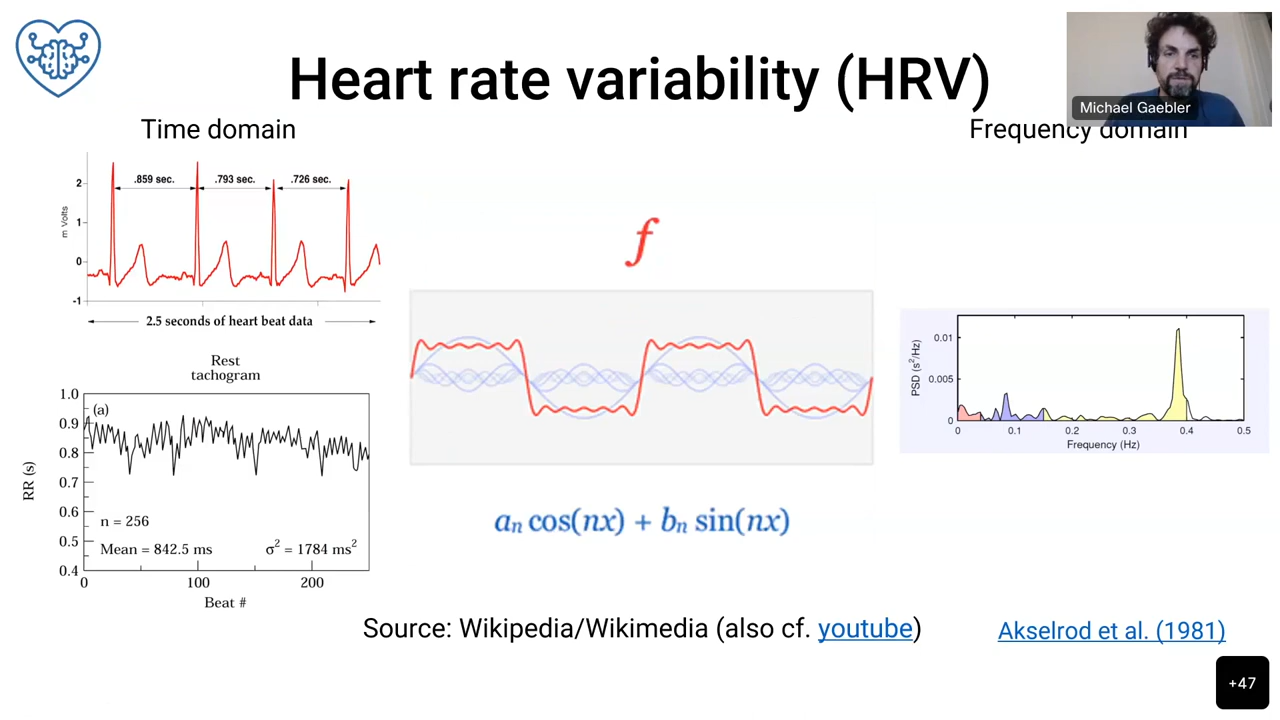 Heart rate variability (HRV)
Michael Gaebler
Time domain
Frequency domain
.859 sec.
.793 sec.
.726 sec.
m Volts
2
1
0
-1
2.5 seconds of heart beat data
Rest
tachogram
(a)
RR (s)
1.0
0.9
0.8
0.7
0.6
0.5
0.4
n = 256
Mean = 842.5 ms
σ² = 1784 ms²
0
100
200
Beat #
f
aₙ cos(nx) + bₙ sin(nx)
PSD (s²/Hz)
0.01
0.005
0
0
0.1
0.2
0.3
0.4
0.5
Frequency (Hz)
Source: Wikipedia/Wikimedia (also cf. youtube)
Akselrod et al. (1981)
+47